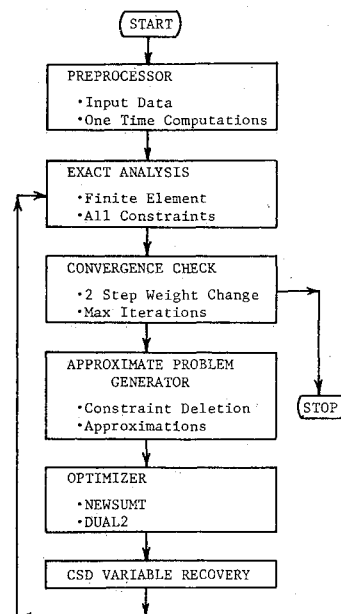 START
PREPROCESSOR
•Input Data
•One Time Computations
EXACT ANALYSIS
•Finite Element
•All Constraints
CONVERGENCE CHECK
•2 Step Weight Change
•Max Iterations
APPROXIMATE PROBLEM
GENERATOR
•Constraint Deletion
•Approximations
STOP
OPTIMIZER
•NEWSUMT
•DUAL2
CSD VARIABLE RECOVERY